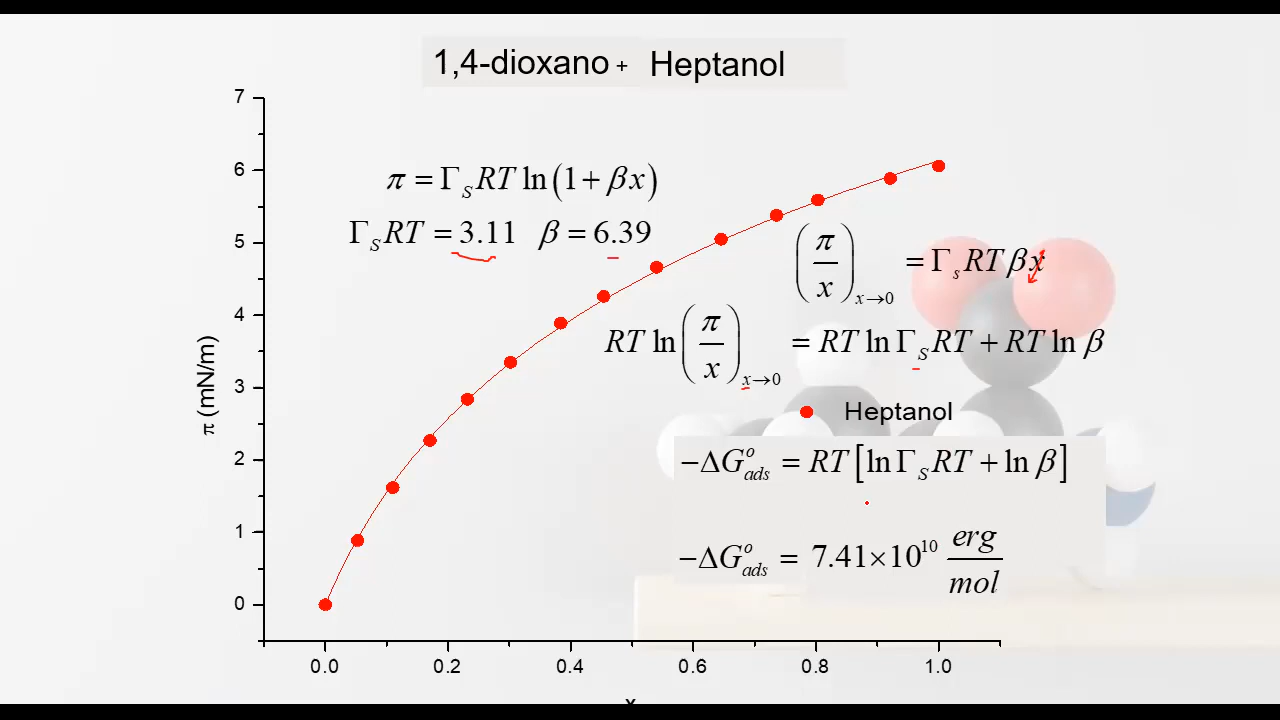 1,4-dioxano + Heptanol
7
6
5
4
3
2
1
0
π (mN/m)
π = Γ_S RT ln(1 + βx)
Γ_S RT = 3.11 β = 6.39
(π/x)_{x→0} = Γ_s RT βx
RT ln(π/x)_{x→0} = RT ln Γ_S RT + RT ln β
Heptanol
−ΔG°_{ads} = RT[ln Γ_S RT + ln β]
−ΔG°_{ads} = 7.41×10^{10} erg/mol
0.0 0.2 0.4 0.6 0.8 1.0